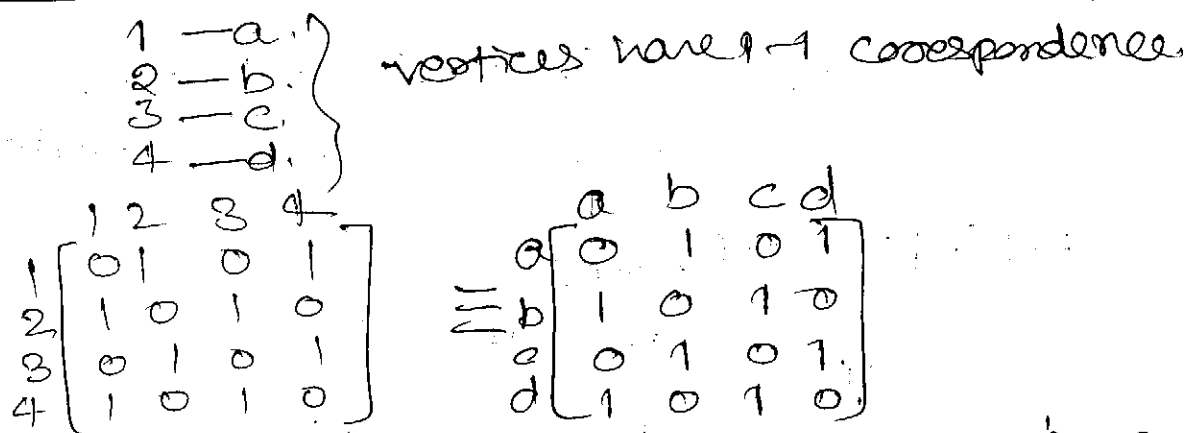 1 — a.
2 — b.
3 — c.
4 — d.
vertices have 1-1 correspondence.
1 2 3 4
1 0 1 0 1
2 1 0 1 0
3 0 1 0 1
4 1 0 1 0
≡
a b c d
a 0 1 0 1
b 1 0 1 0
c 0 1 0 1.
d 1 0 1 0